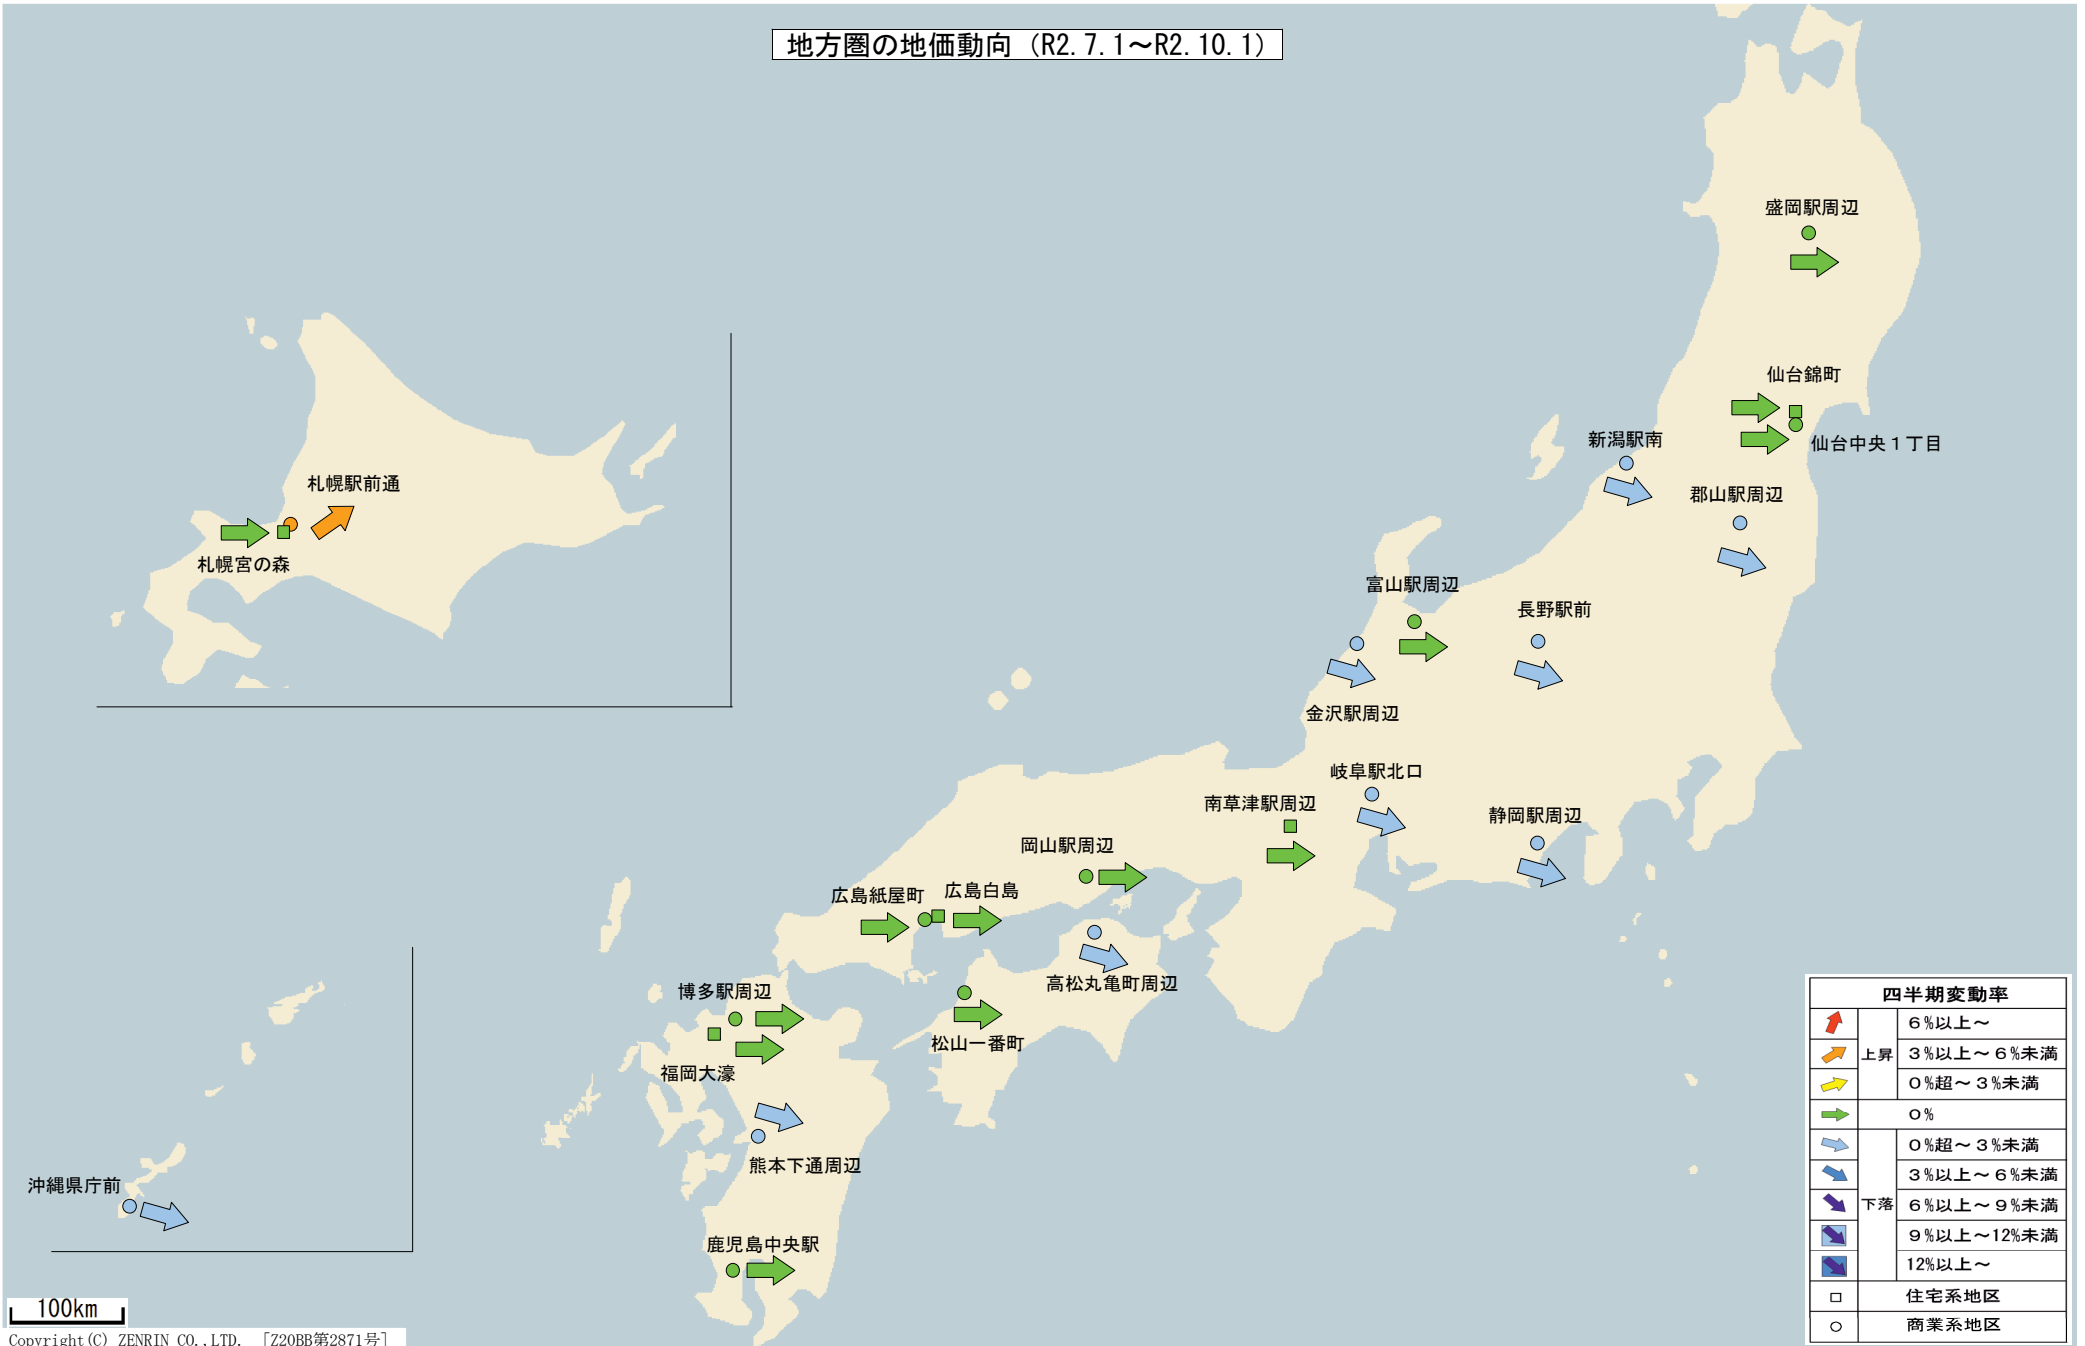 地方圏の地価動向（R2.7.1～R2.10.1）
盛岡駅周辺
仙台錦町
仙台中央１丁目
新潟駅南
郡山駅周辺
札幌駅前通
札幌宮の森
富山駅周辺
長野駅前
金沢駅周辺
岐阜駅北口
南草津駅周辺
静岡駅周辺
岡山駅周辺
広島紙屋町
広島白島
高松丸亀町周辺
博多駅周辺
松山一番町
福岡大濠
熊本下通周辺
沖縄県庁前
鹿児島中央駅
四半期変動率
上昇
６%以上～
３%以上～６%未満
０%超～３%未満
０%
下落
０%超～３%未満
３%以上～６%未満
６%以上～９%未満
９%以上～12%未満
12%以上～
住宅系地区
商業系地区
100km
Copyright(C) ZENRIN CO.,LTD. ［Z20BB第2871号］